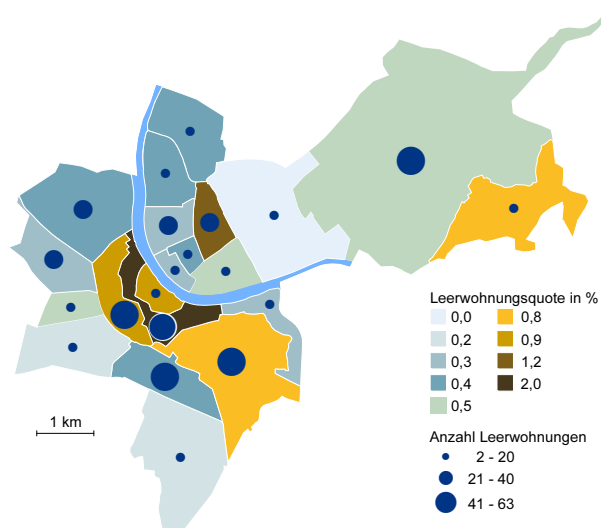 Leerwohnungsquote in %
0,0 0,8
0,2 0,9
0,3 1,2
0,4 2,0
0,5
1 km
Anzahl Leerwohnungen
2 - 20
21 - 40
41 - 63